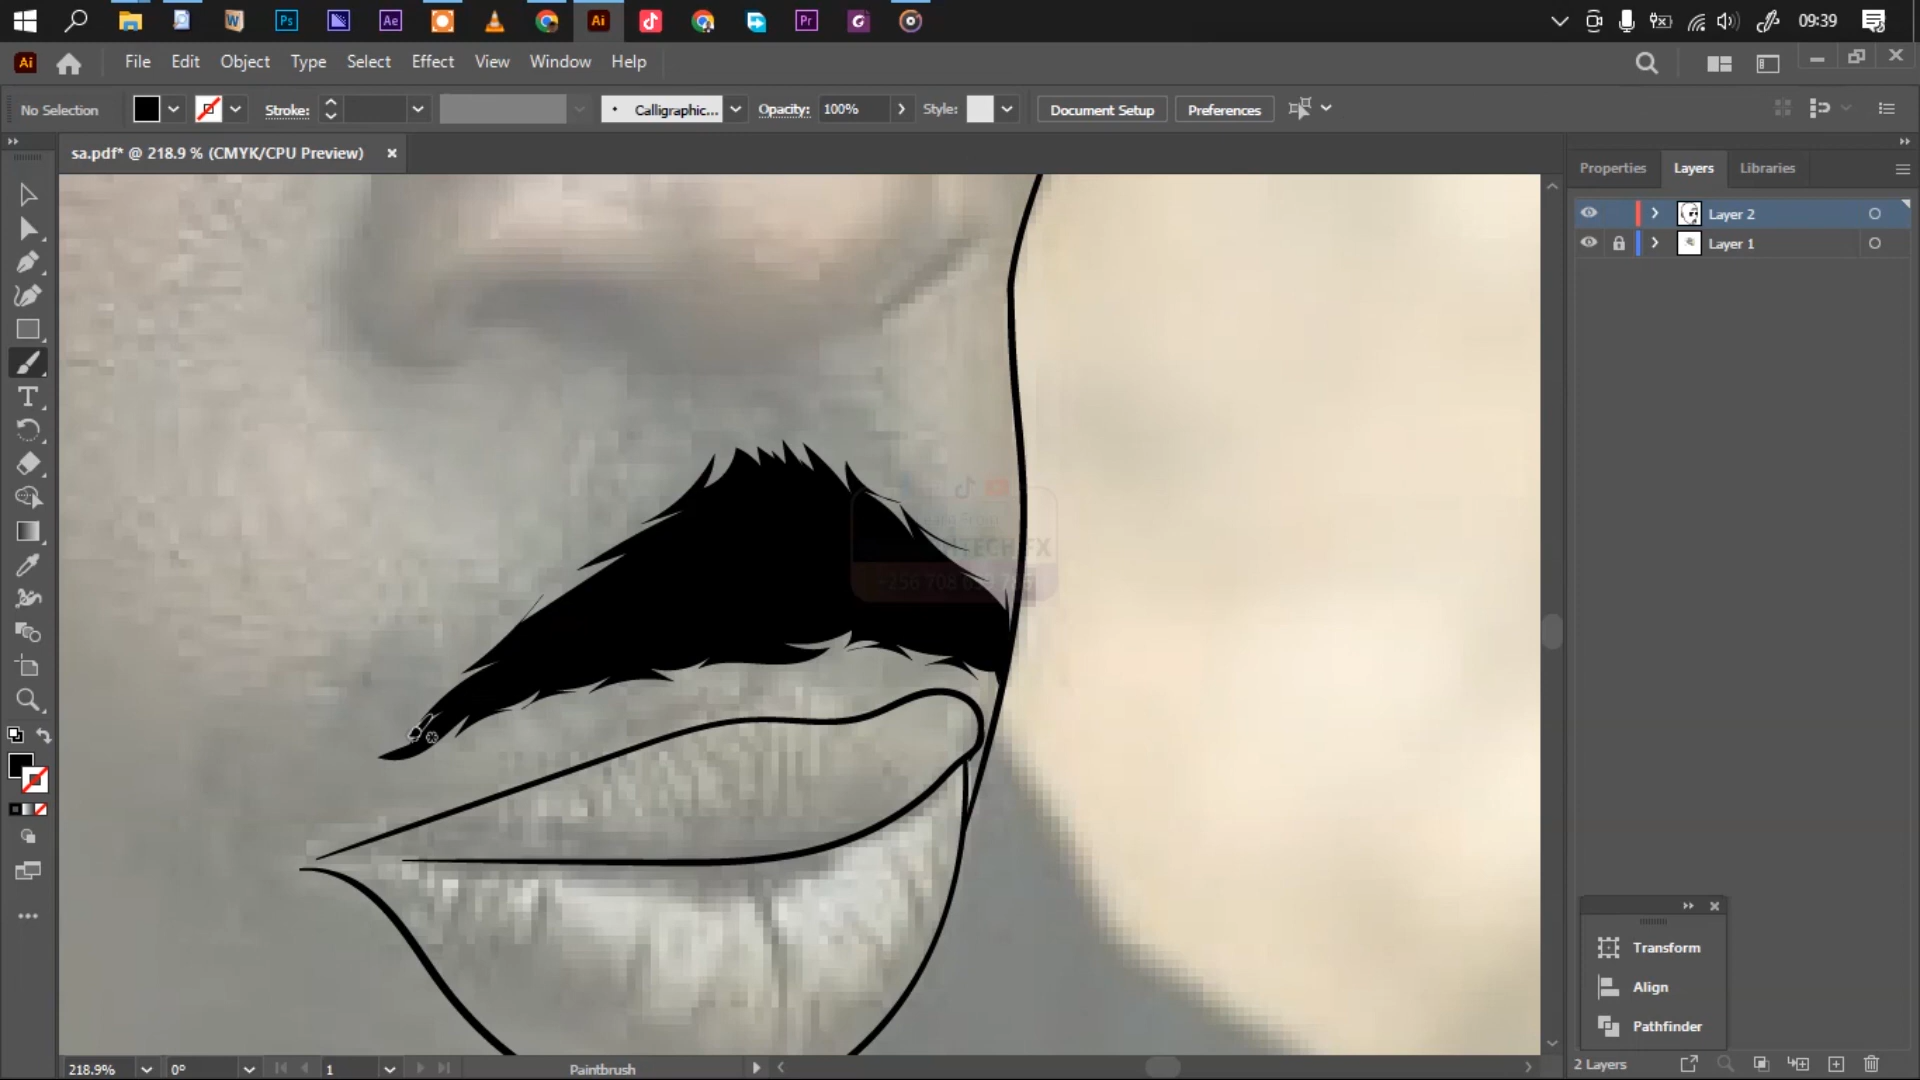 09:39
File Edit Object Type Select Effect View Window Help
No Selection Stroke: Calligraphic... Opacity: 100% Style: Document Setup Preferences
sa.pdf* @ 218.9 % (CMYK/CPU Preview)
Properties Layers Libraries
Layer 2
Layer 1
Transform
Align
Pathfinder
218.9% 0° 1 Paintbrush
2 Layers